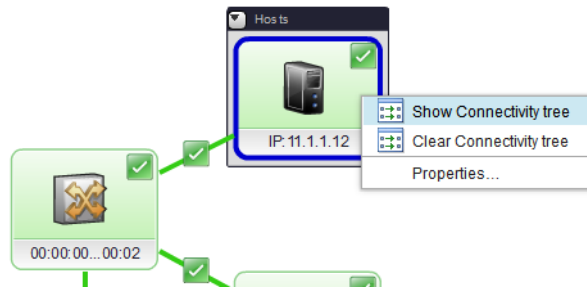 Hosts
IP: 11.1.1.12
Show Connectivity tree
Clear Connectivity tree
Properties...
00:00:00...00:02